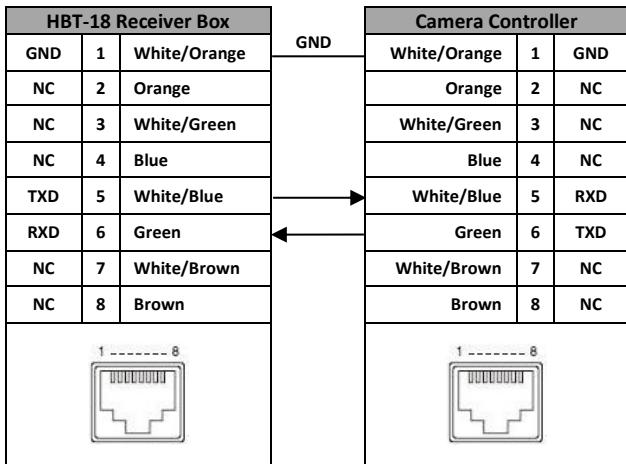 HBT-18 Receiver Box Camera Controller
GND 1 White/Orange GND White/Orange 1 GND
NC 2 Orange Orange 2 NC
NC 3 White/Green White/Green 3 NC
NC 4 Blue Blue 4 NC
TXD 5 White/Blue White/Blue 5 RXD
RXD 6 Green Green 6 TXD
NC 7 White/Brown White/Brown 7 NC
NC 8 Brown Brown 8 NC
1 ------- 8 1 ------- 8